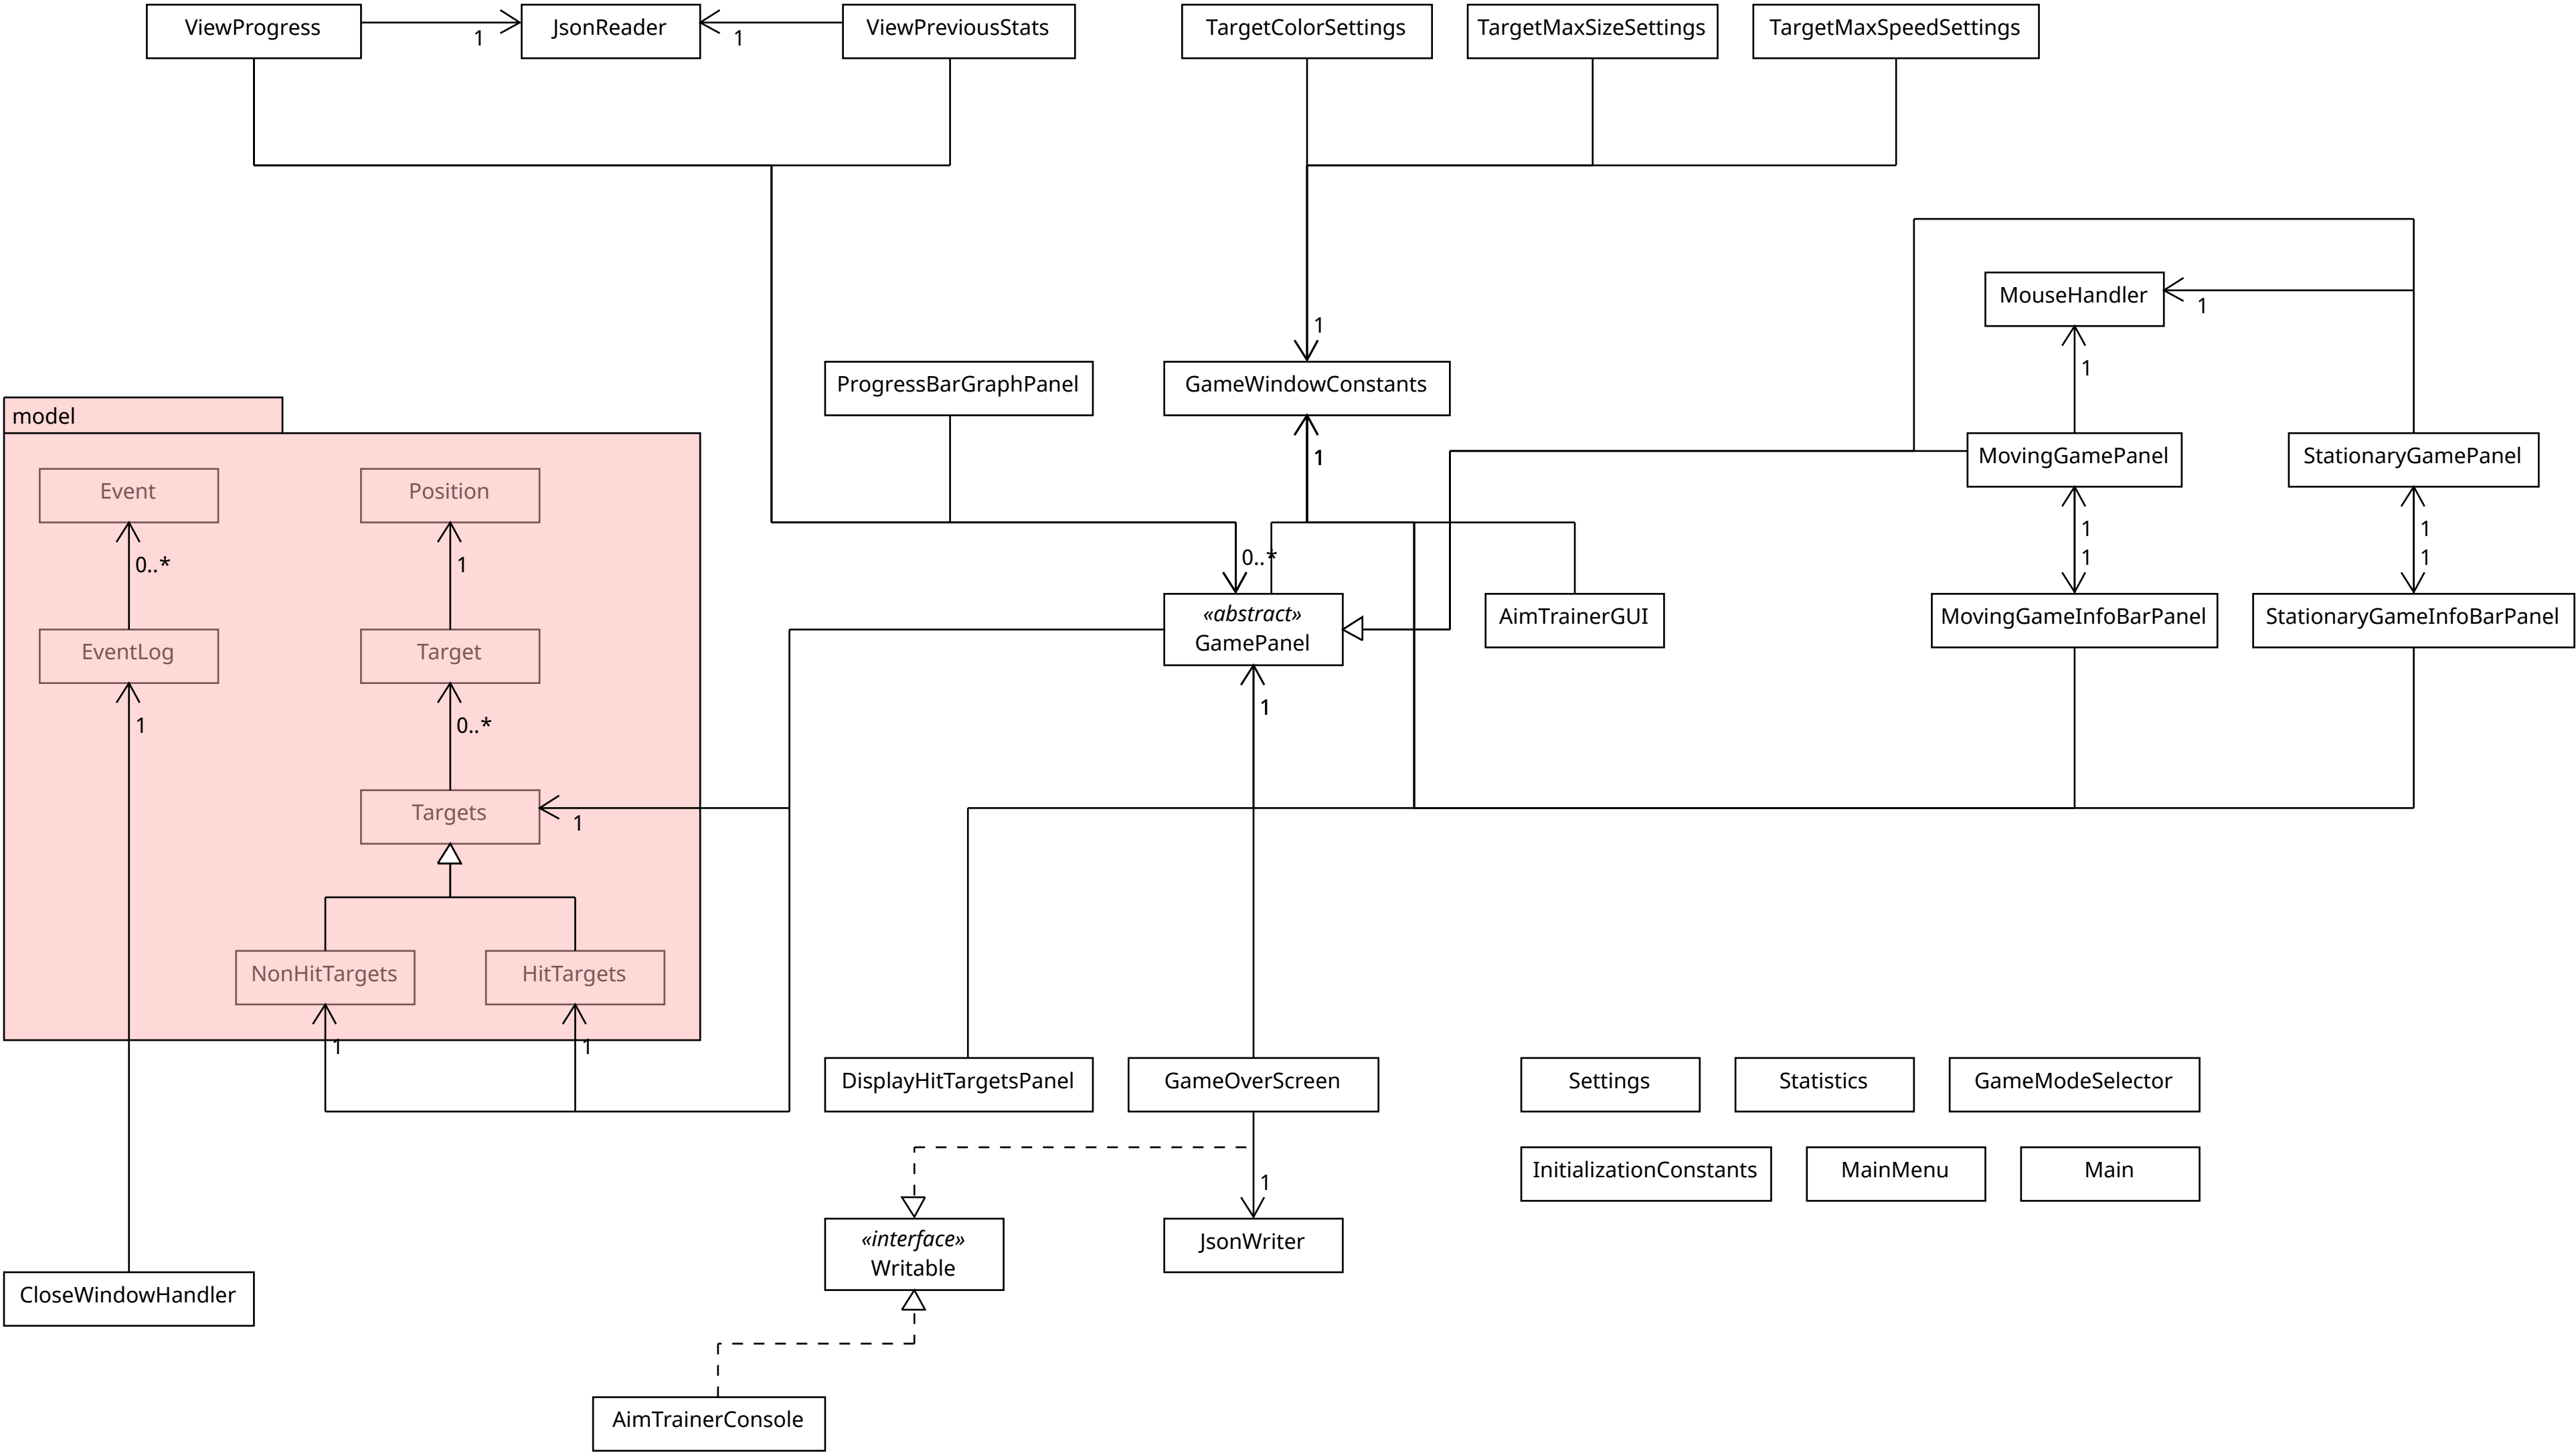 ViewProgress
1
JsonReader
1
ViewPreviousStats
TargetColorSettings
TargetMaxSizeSettings
TargetMaxSpeedSettings
MouseHandler
1
1
1
ProgressBarGraphPanel
GameWindowConstants
1
model
MovingGamePanel
StationaryGamePanel
Event
Position
1
1
1
1
0..*
1
0..*
«abstract»
GamePanel
AimTrainerGUI
MovingGameInfoBarPanel
StationaryGameInfoBarPanel
EventLog
Target
1
0..*
1
Targets
1
NonHitTargets
HitTargets
1
1
DisplayHitTargetsPanel
GameOverScreen
Settings
Statistics
GameModeSelector
1
InitializationConstants
MainMenu
Main
«interface»
Writable
JsonWriter
CloseWindowHandler
AimTrainerConsole